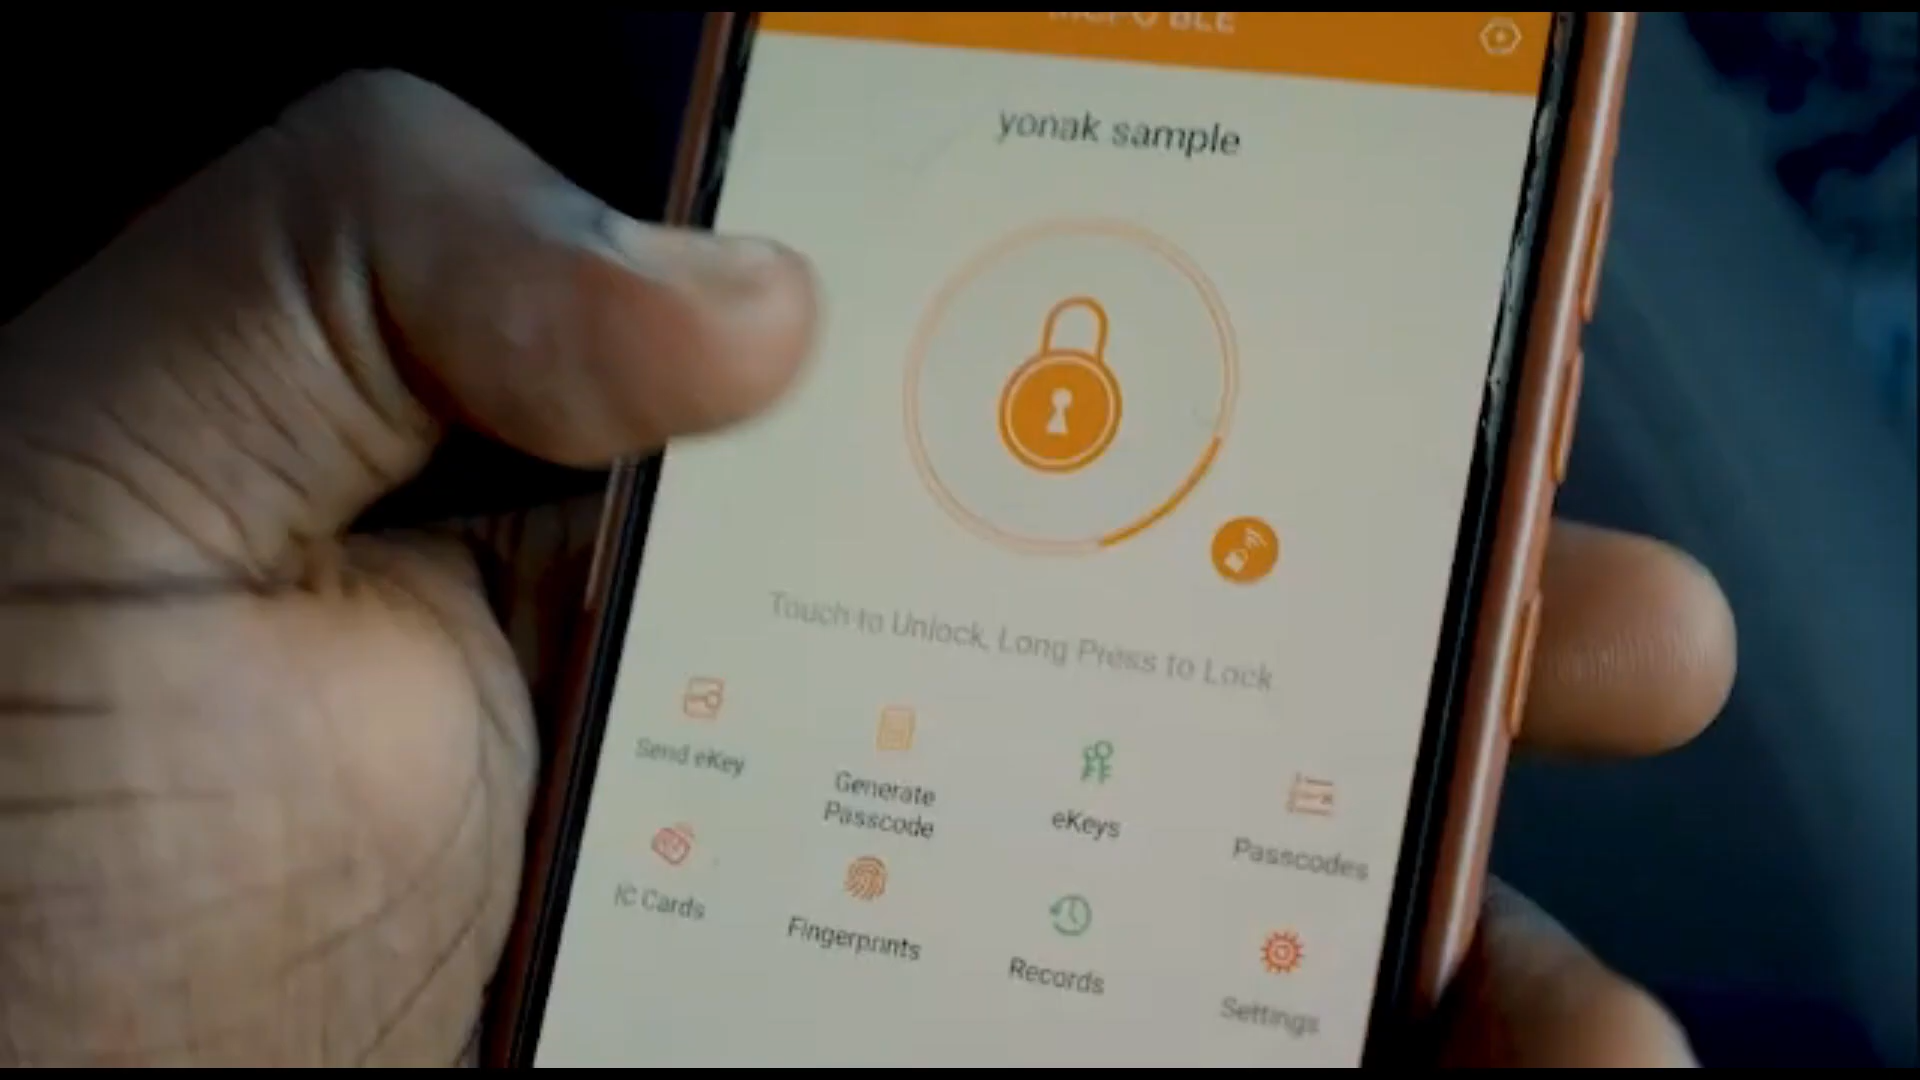 BLE
yonak sample
Touch to Unlock, Long Press to Lock
Send eKey
Generate
Passcode
eKeys
Passcodes
IC Cards
Fingerprints
Records
Settings